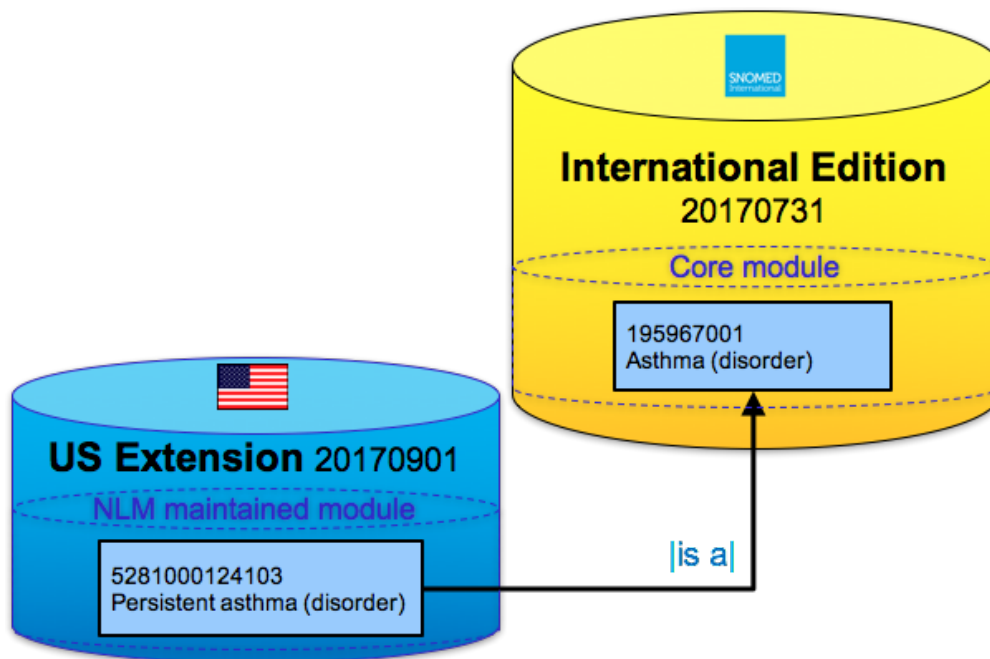 SNOMED
International
International Edition
20170731
Core module
195967001
Asthma (disorder)
US Extension 20170901
NLM maintained module
5281000124103
Persistent asthma (disorder)
|is a|